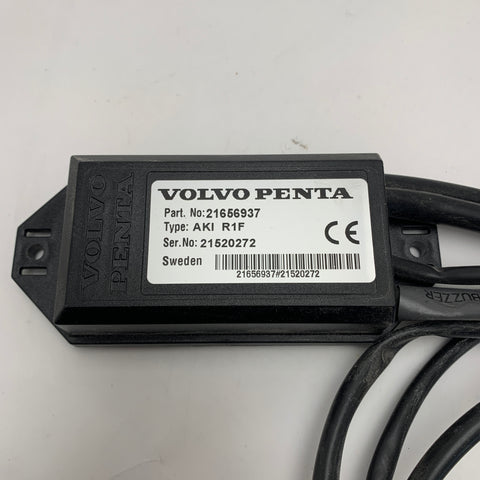 VOLVO
PENTA
VOLVO PENTA
Part. No:21656937
Type: AKI R1F
Ser.No: 21520272
Sweden
CE
21656937#21520272
BUZZER